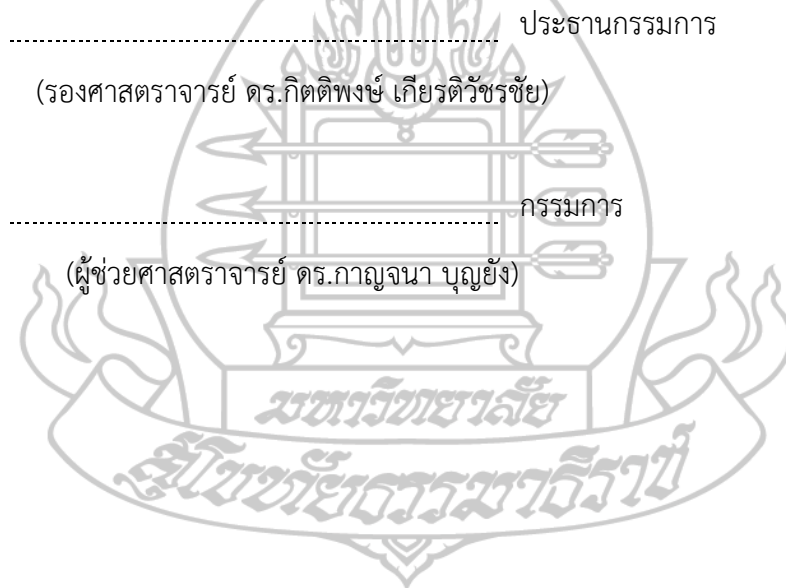 ประธานกรรมการ
(รองศาสตราจารย์ ดร.กิตติพงษ์ เกียรติวัชรชัย)
กรรมการ
(ผู้ช่วยศาสตราจารย์ ดร.กาญจนา บุญยัง)
มหาวิทยาลัย
สุโขทัยธรรมาธิราช